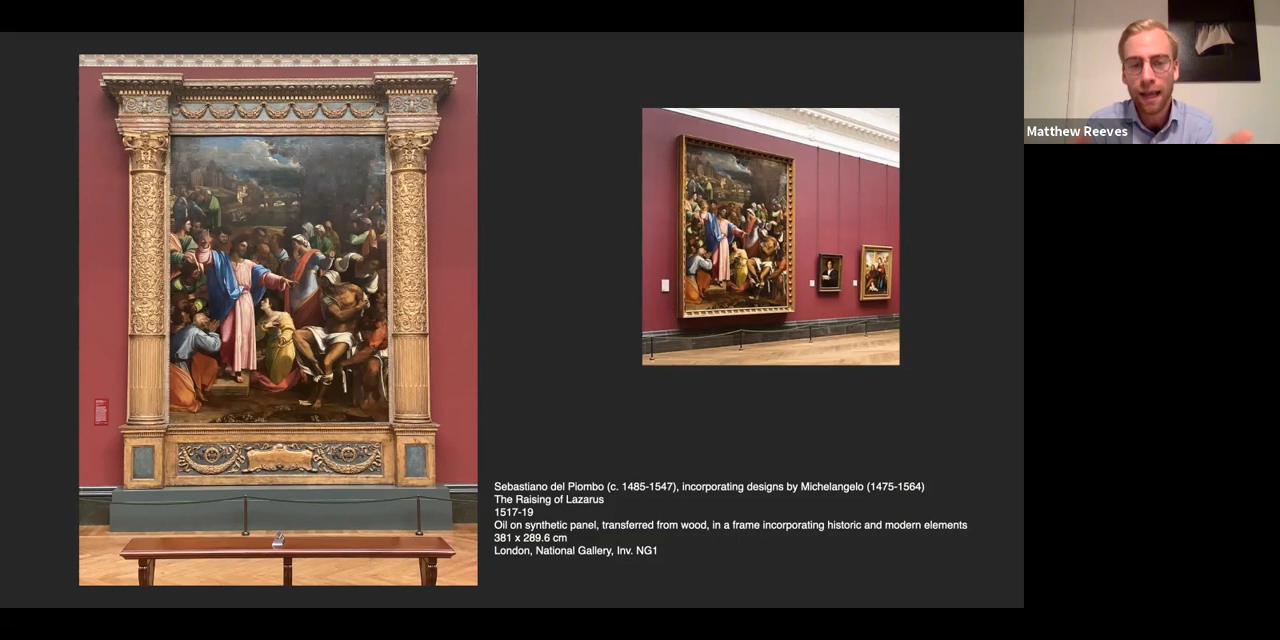 Matthew Reeves
Sebastiano del Piombo (c. 1485-1547), incorporating designs by Michelangelo (1475-1564)
The Raising of Lazarus
1517-19
Oil on synthetic panel, transferred from wood, in a frame incorporating historic and modern elements
381 x 289.6 cm
London, National Gallery, Inv. NG1